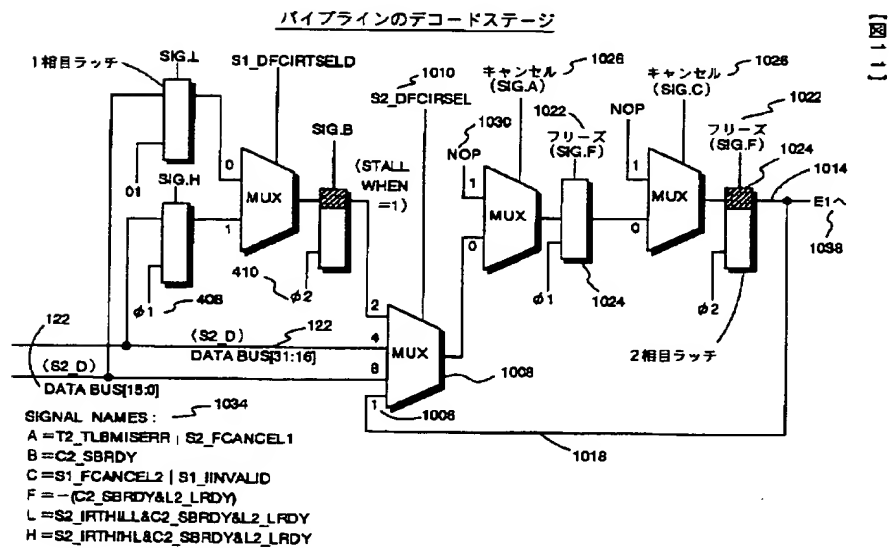 パイプラインのデコードステージ
【図11】
1相目ラッチ
SIG.L
S1_DFCIRTSELD
1010
S2_DFCIRSEL
キャンセル
(SIG.A)
1026
キャンセル
(SIG.C)
1026
1022
フリーズ
(SIG.F)
1022
フリーズ
(SIG.F)
1030
NOP
NOP
SIG.B
1024
1014
0
(STALL
WHEN
=1)
1
1
01
SIG.H
MUX
MUX
MUX
E1へ
1038
1
0
0
φ1
408
410
φ2
φ1
1024
φ2
2
122
(S2_D)
122
4
DATA BUS[31:16]
MUX
2相目ラッチ
(S2_D)
8
1008
DATA BUS[15:0]
1
1006
1018
SIGNAL NAMES:
1034
A=T2_TLBMISERR | S2_FCANCEL1
B=C2_SBRDY
C=S1_FCANCEL2 | S1_IINVALID
F=-(C2_SBRDY&L2_LRDY)
L=S2_IRTHILL&C2_SBRDY&L2_LRDY
H=S2_IRTHIHL&C2_SBRDY&L2_LRDY